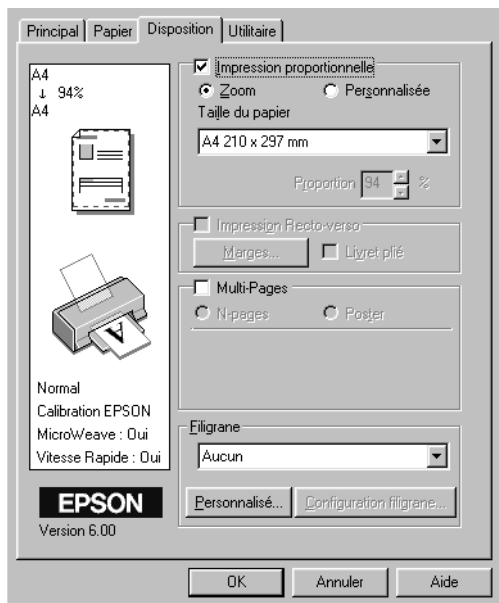 Principal Papier Disposition Utilitaire
A4
↓ 94%
A4
Normal
Calibration EPSON
MicroWeave : Oui
Vitesse Rapide : Oui
EPSON
Version 6.00
Impression proportionnelle
Zoom Personnalisée
Taille du papier
A4 210 x 297 mm
Proportion 94 %
Impression Recto-verso
Marges... Livret plié
Multi-Pages
N-pages Poster
Filigrane
Aucun
Personnalisé... Configuration filigrane...
OK Annuler Aide